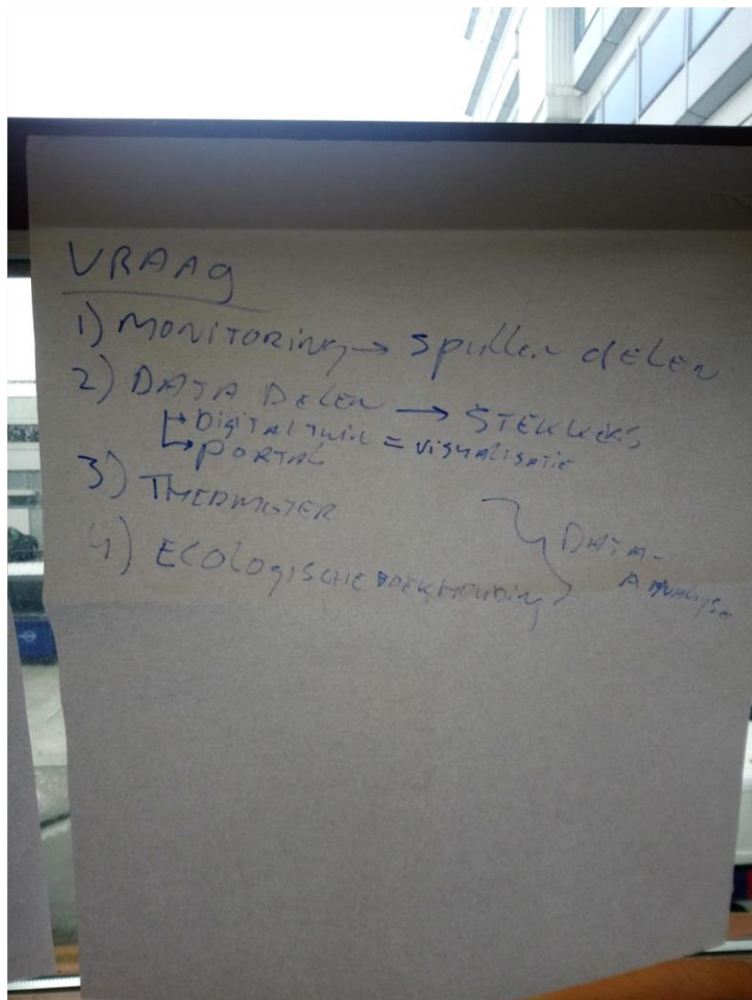 VRAAG
1) MONITORING → Spullen delen
2) DATA DELEN → STEKKERS
↳ Digital twin = visualisatie
↳ PORTAL
3) THERMOMETER
4) ECOLOGISCHE BOEKHOUDING
DATA-
ANALYSE